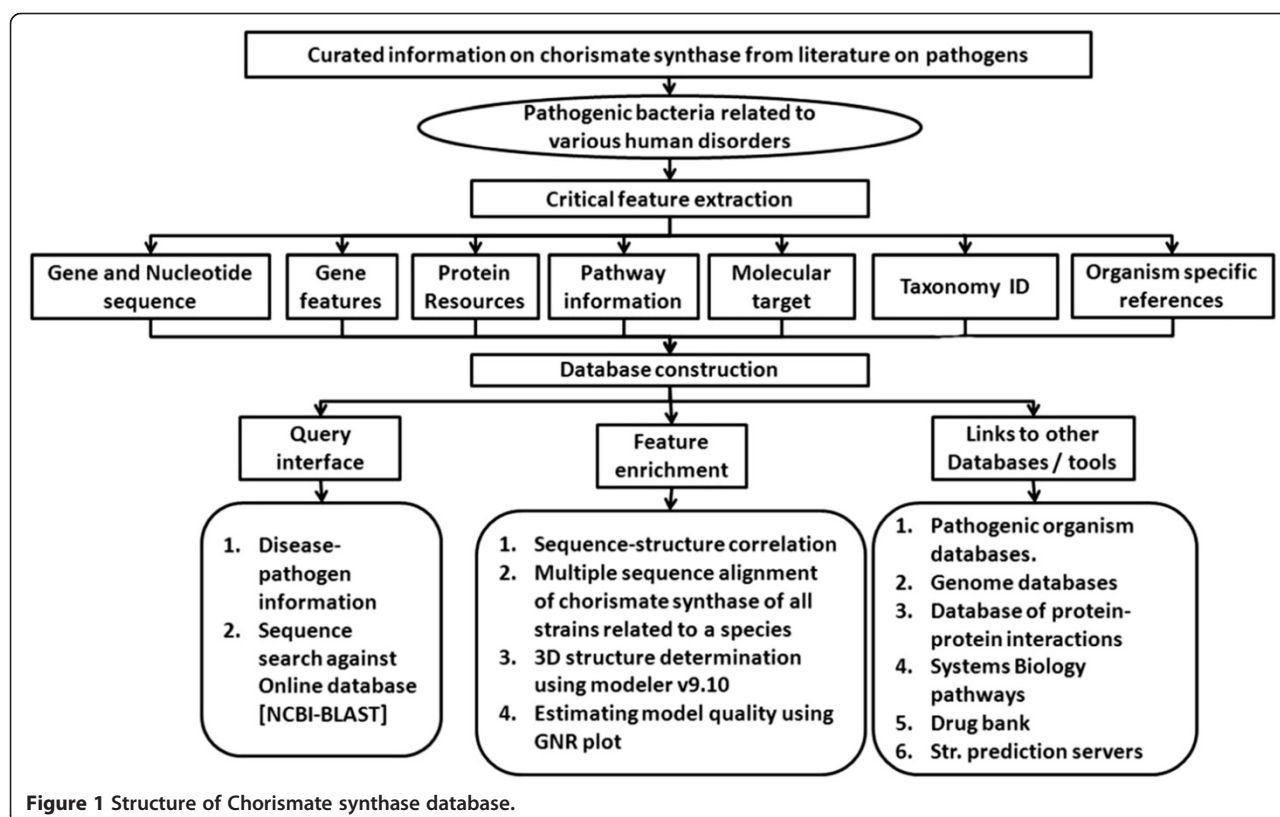 Curated information on chorismate synthase from literature on pathogens
Pathogenic bacteria related to
various human disorders
Critical feature extraction
Gene and Nucleotide
sequence
Gene
features
Protein
Resources
Pathway
information
Molecular
target
Taxonomy ID
Organism specific
references
Database construction
Query
interface
Feature
enrichment
Links to other
Databases / tools
1. Disease-
pathogen
information
2. Sequence
search against
Online database
[NCBI-BLAST]
1. Sequence-structure correlation
2. Multiple sequence alignment
of chorismate synthase of all
strains related to a species
3. 3D structure determination
using modeler v9.10
4. Estimating model quality using
GNR plot
1. Pathogenic organism
databases.
2. Genome databases
3. Database of protein-
protein interactions
4. Systems Biology
pathways
5. Drug bank
6. Str. prediction servers
Figure 1 Structure of Chorismate synthase database.